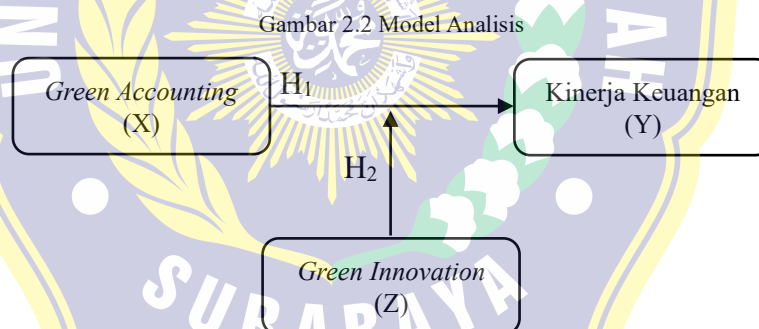 Gambar 2.2 Model Analisis
Green Accounting
(X)
H1
Kinerja Keuangan
(Y)
H2
Green Innovation
(Z)
SURABAYA